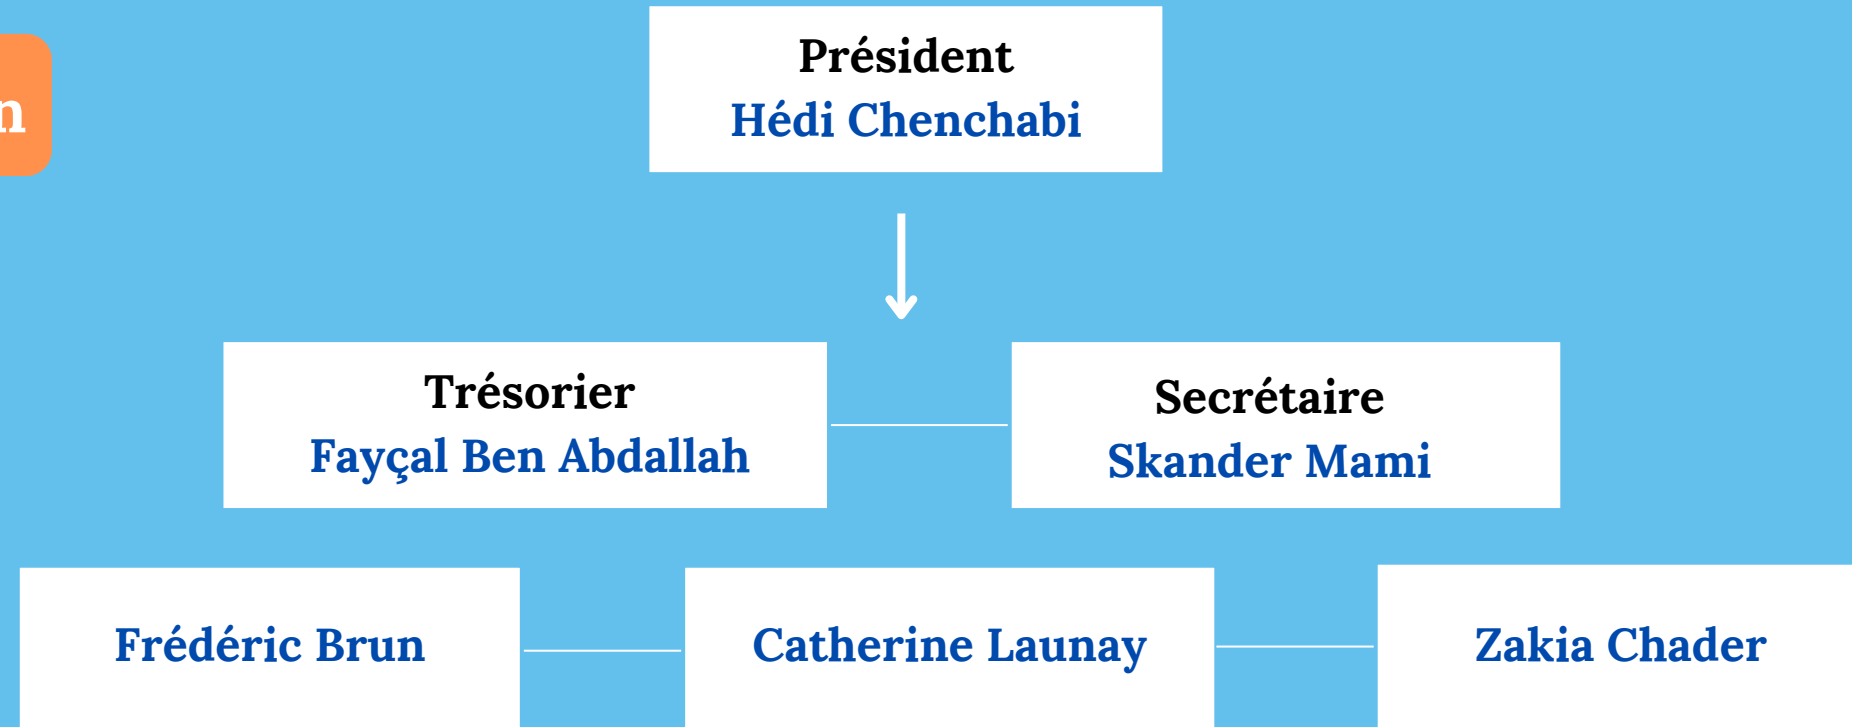 Président
Hédi Chenchabi
Trésorier
Fayçal Ben Abdallah
Secrétaire
Skander Mami
Frédéric Brun
Catherine Launay
Zakia Chader